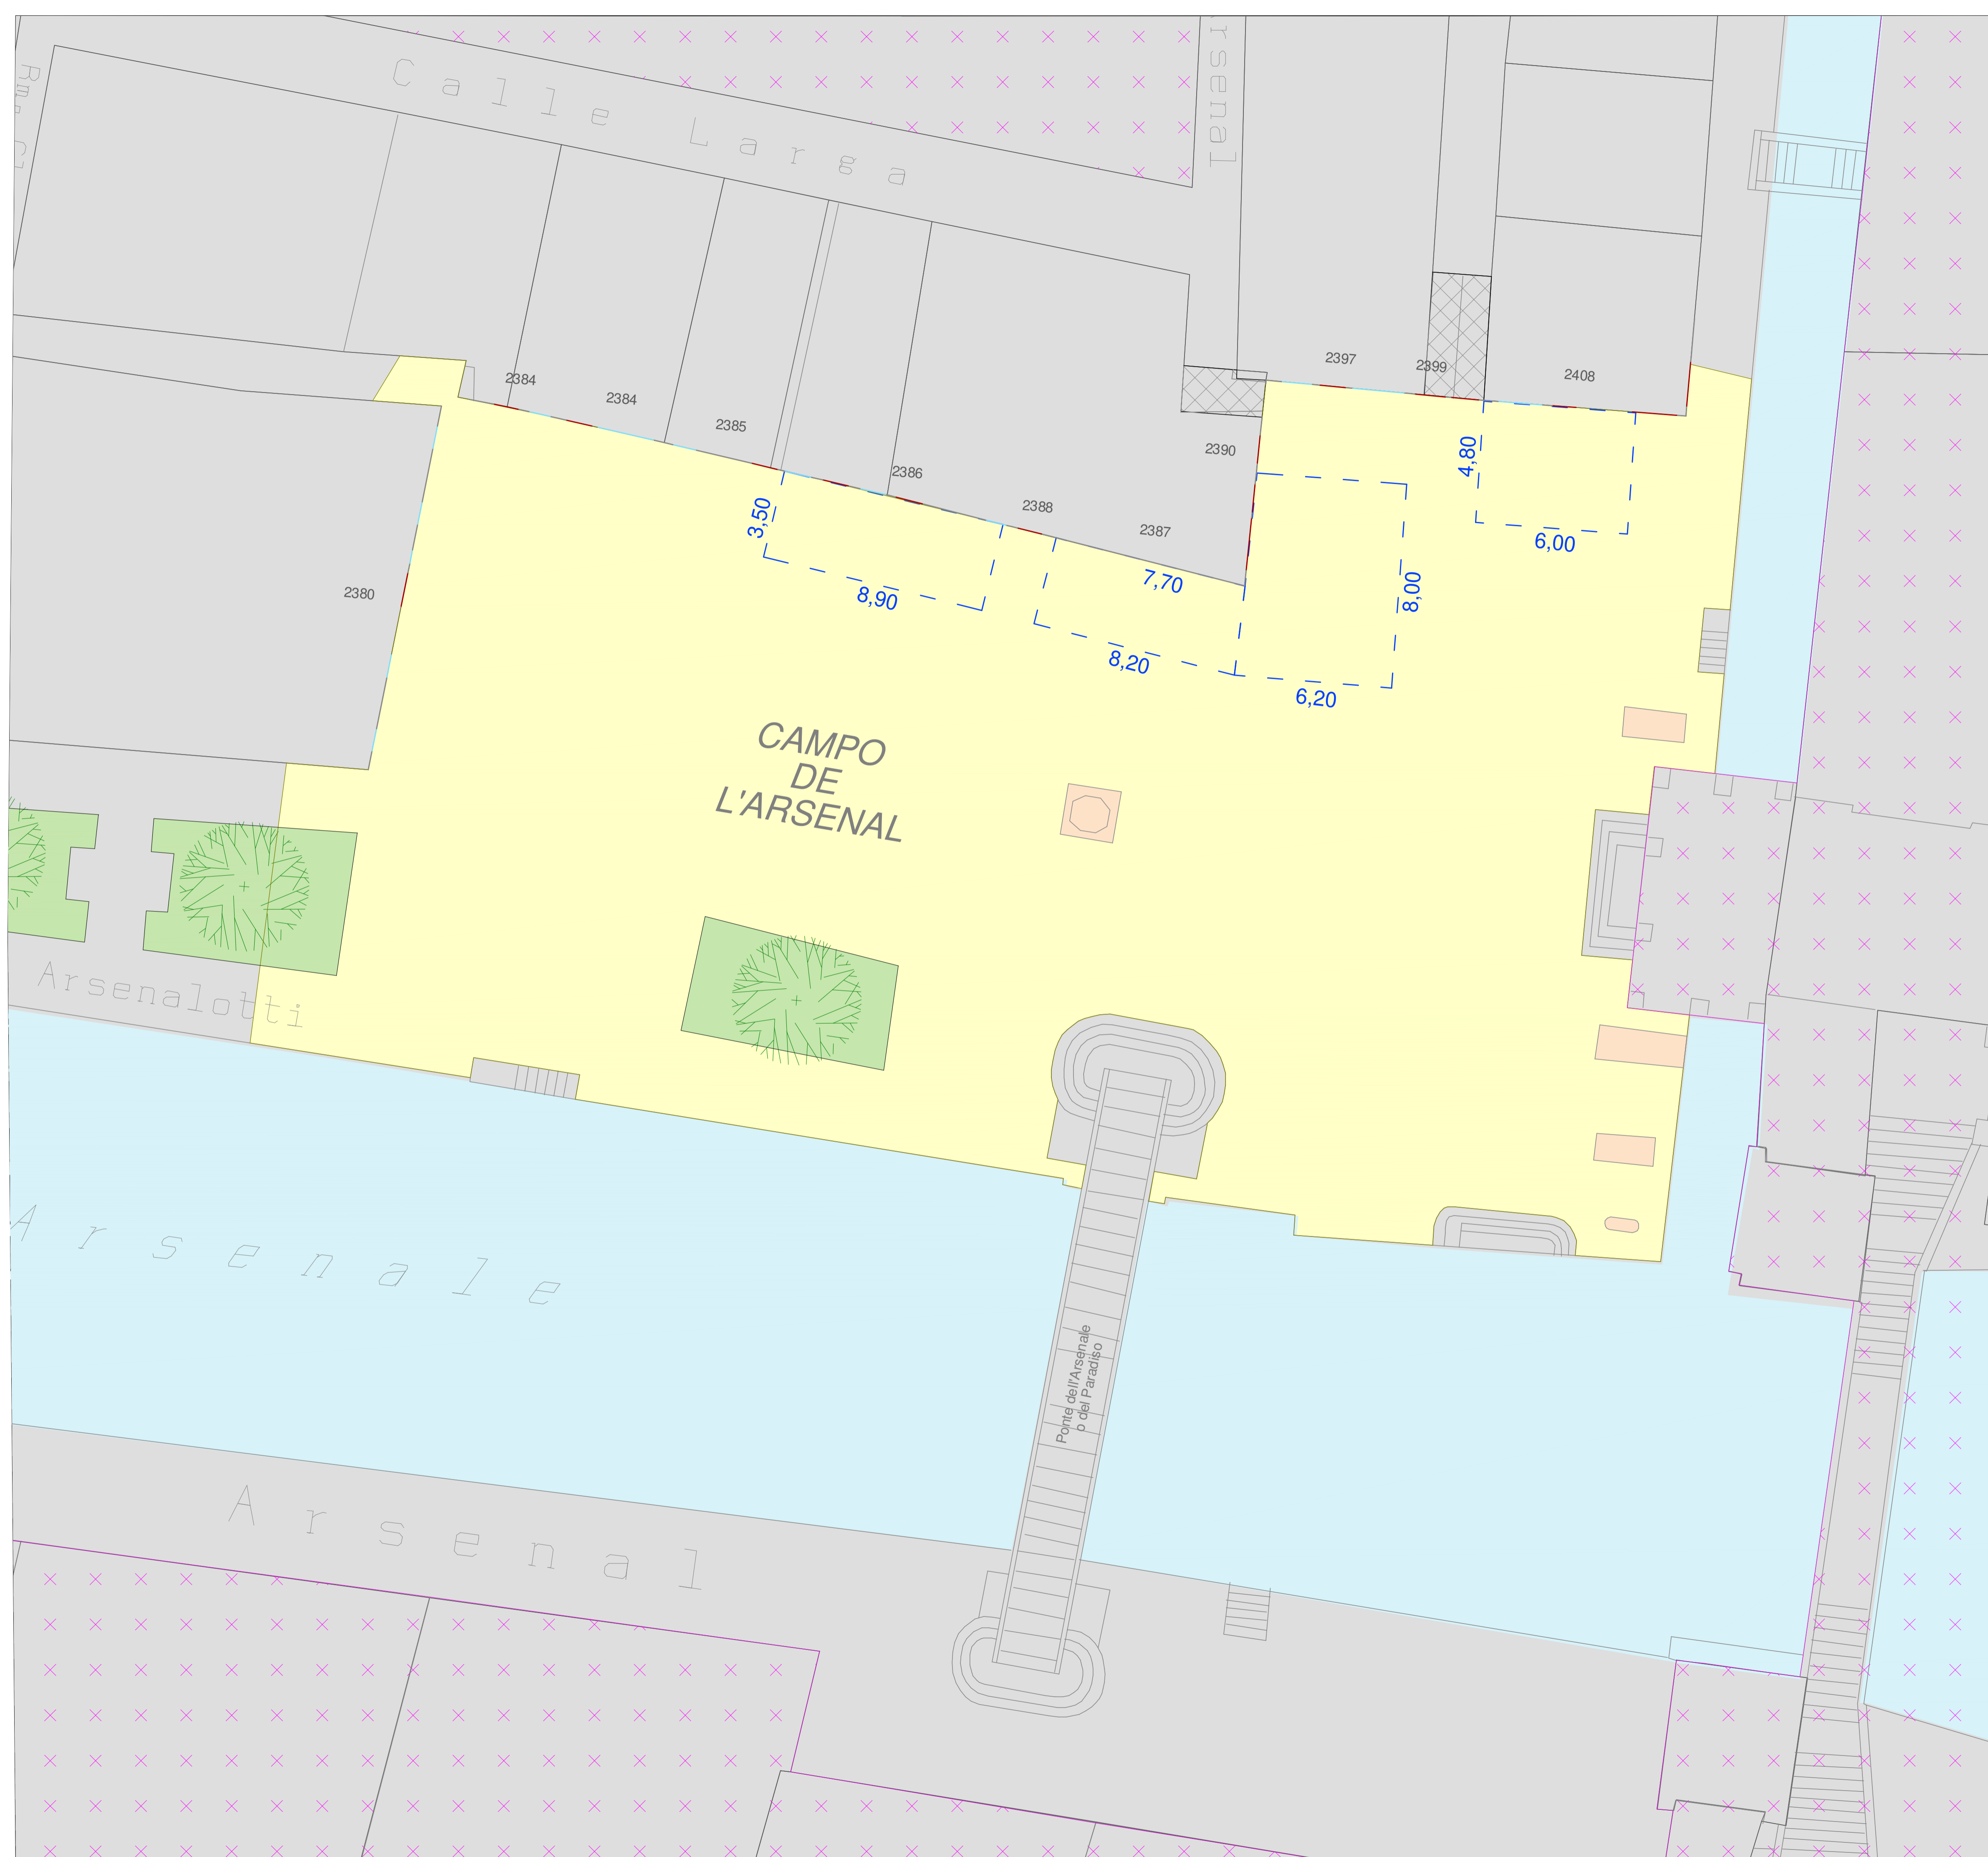 Calle Larga
rsenal
2384
2384
2385
2386
2388
2387
2390
2397
2399
2408
2380
3,50
8,90
7,70
8,20
8,00
6,20
4,80
6,00
CAMPO
DE
L'ARSENAL
Arsenalotti
Arsenale
Ponte dell'Arsenale
o del Paradiso
Arsenal